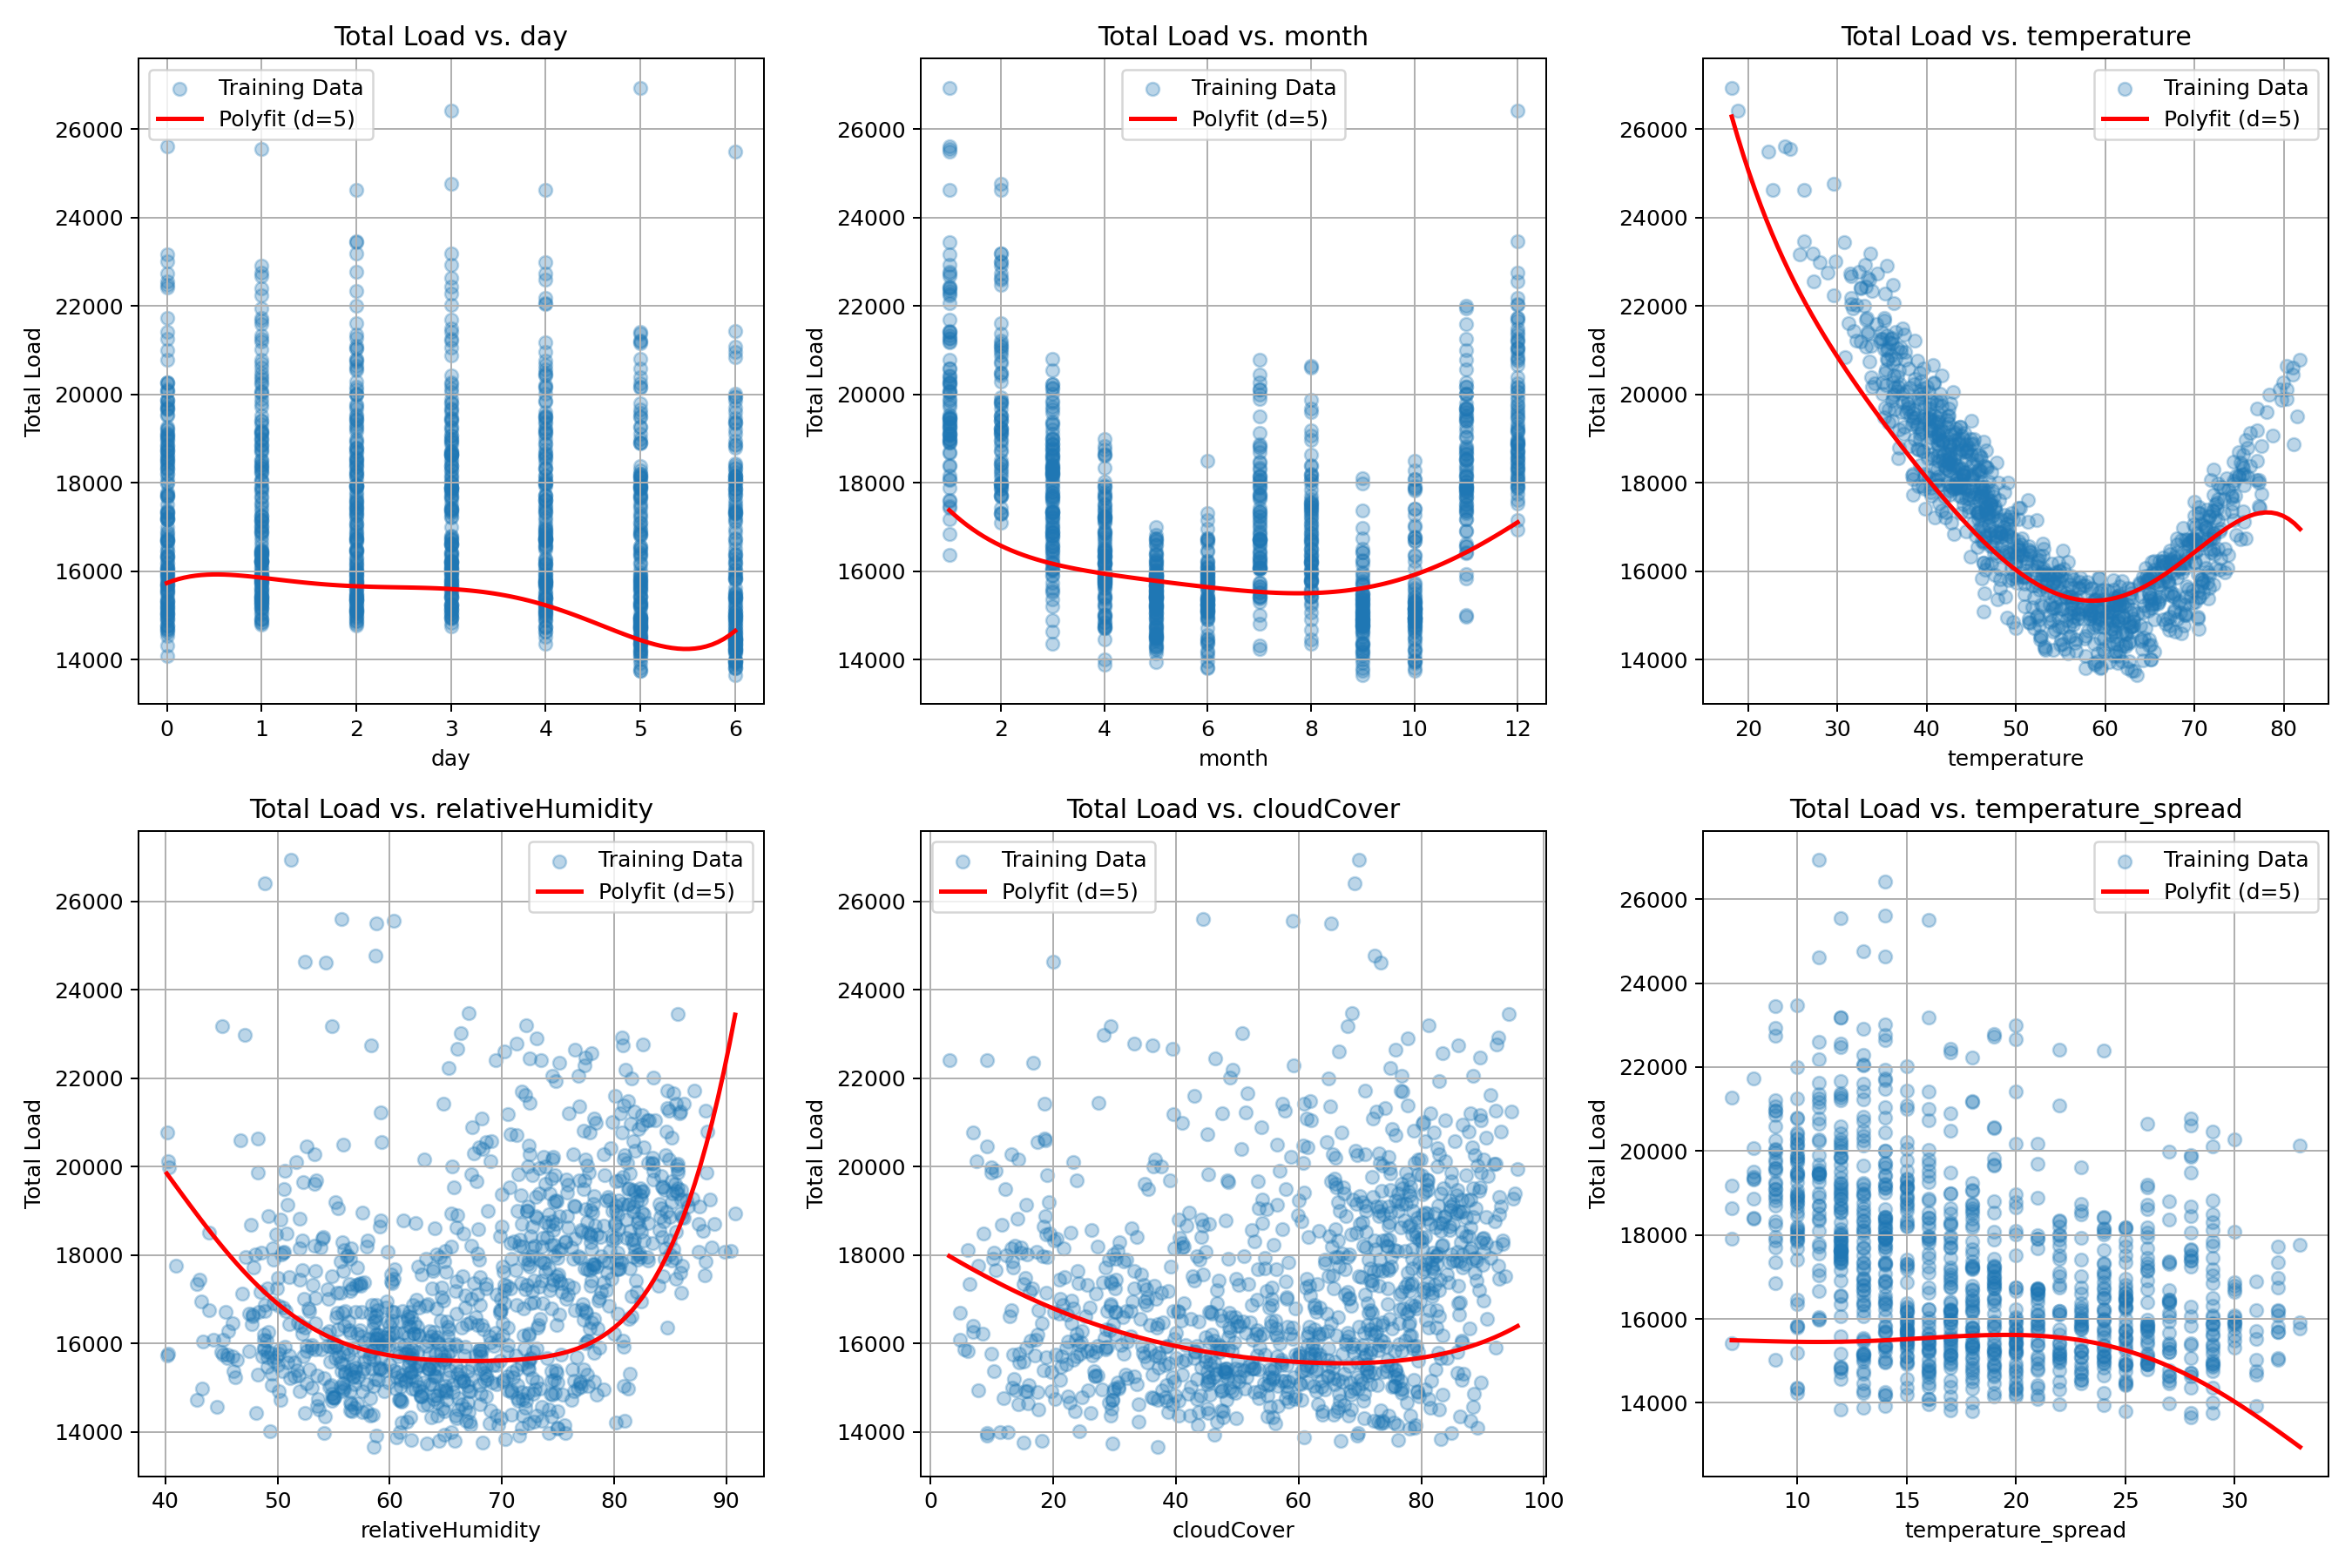 Total Load vs. day
Training Data
Polyfit (d=5)
26000
24000
22000
20000
18000
16000
14000
Total Load
0 1 2 3 4 5 6
day
Total Load vs. month
Training Data
Polyfit (d=5)
26000
24000
22000
20000
18000
16000
14000
Total Load
2 4 6 8 10 12
month
Total Load vs. temperature
Training Data
Polyfit (d=5)
26000
24000
22000
20000
18000
16000
14000
Total Load
20 30 40 50 60 70 80
temperature
Total Load vs. relativeHumidity
Training Data
Polyfit (d=5)
26000
24000
22000
20000
18000
16000
14000
Total Load
40 50 60 70 80 90
relativeHumidity
Total Load vs. cloudCover
Training Data
Polyfit (d=5)
26000
24000
22000
20000
18000
16000
14000
Total Load
0 20 40 60 80 100
cloudCover
Total Load vs. temperature_spread
Training Data
Polyfit (d=5)
26000
24000
22000
20000
18000
16000
14000
Total Load
10 15 20 25 30
temperature_spread